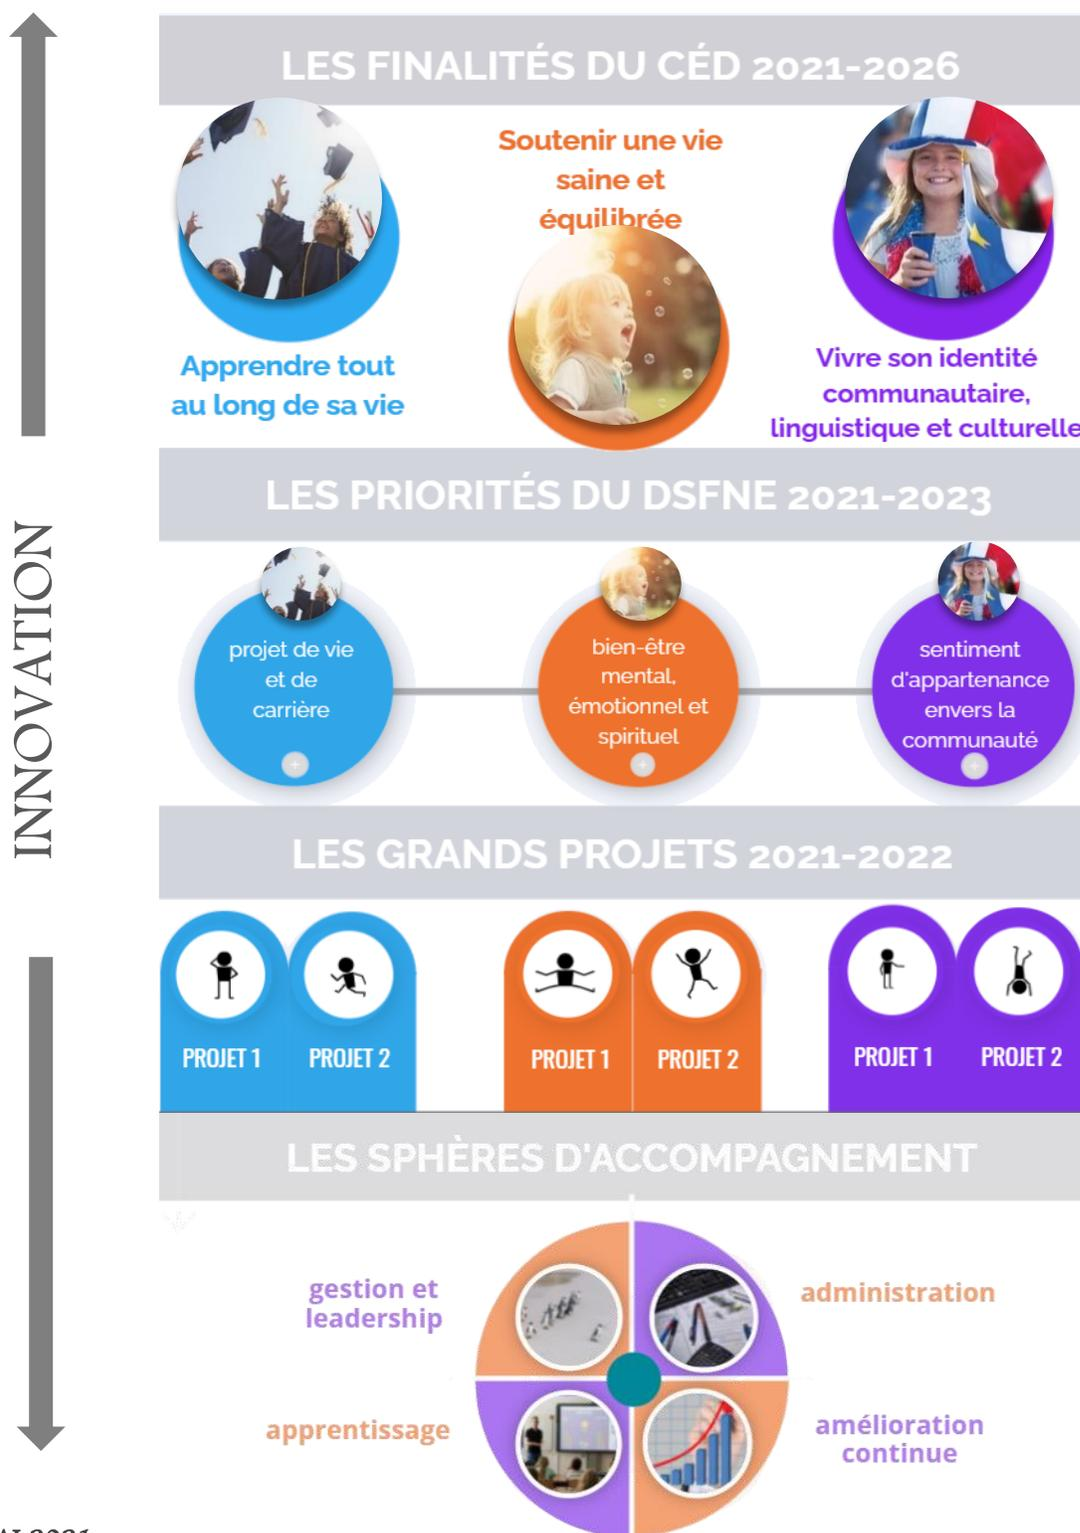 LES FINALITÉS DU CÉD 2021-2026
Apprendre tout
au long de sa vie
Soutenir une vie
saine et
équilibrée
Vivre son identité
communautaire,
linguistique et culturelle
INNOVATION
LES PRIORITÉS DU DSFNE 2021-2023
projet de vie
et de
carrière
bien-être
mental,
émotionnel et
spirituel
sentiment
d'appartenance
envers la
communauté
LES GRANDS PROJETS 2021-2022
PROJET 1
PROJET 2
PROJET 1
PROJET 2
PROJET 1
PROJET 2
LES SPHÈRES D'ACCOMPAGNEMENT
gestion et
leadership
administration
apprentissage
amélioration
continue